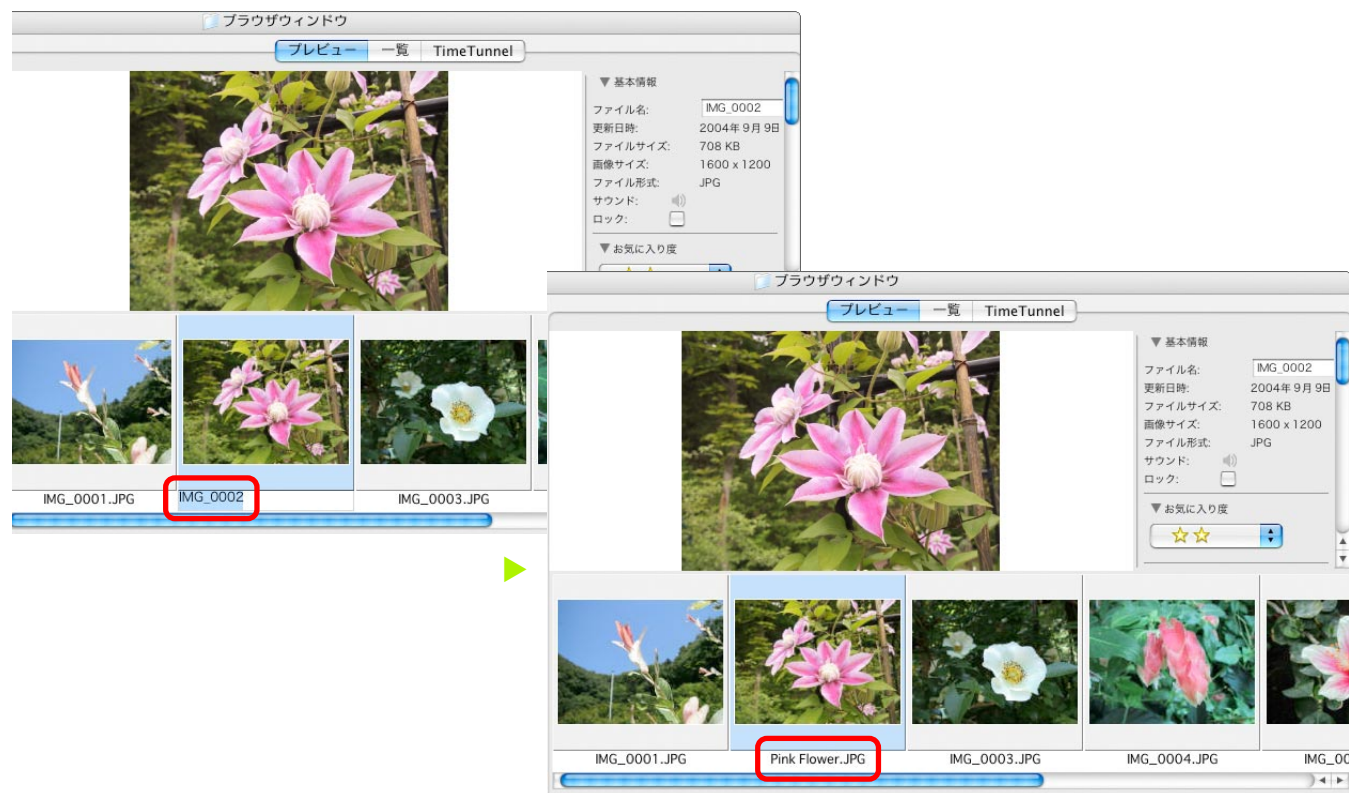 ブラウザウィンドウ
プレビュー 一覧 TimeTunnel
▼ 基本情報
ファイル名: IMG_0002
更新日時: 2004年 9月 9日
ファイルサイズ: 708 KB
画像サイズ: 1600 x 1200
ファイル形式: JPG
サウンド:
ロック:
▼ お気に入り度
IMG_0001.JPG IMG_0002 IMG_0003.JPG
ブラウザウィンドウ
プレビュー 一覧 TimeTunnel
▼ 基本情報
ファイル名: IMG_0002
更新日時: 2004年 9月 9日
ファイルサイズ: 708 KB
画像サイズ: 1600 x 1200
ファイル形式: JPG
サウンド:
ロック:
▼ お気に入り度
IMG_0001.JPG Pink Flower.JPG IMG_0003.JPG IMG_0004.JPG IMG_00